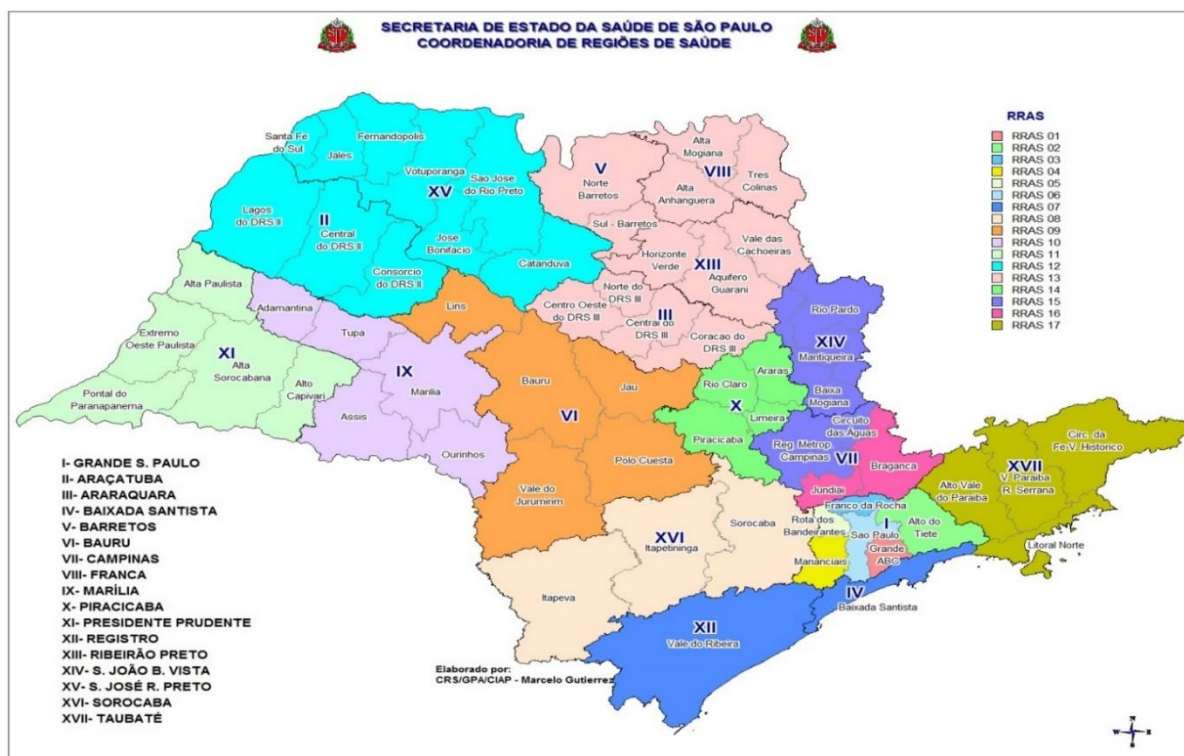 SECRETARIA DE ESTADO DA SAÚDE DE SÃO PAULO
COORDENADORIA DE REGIÕES DE SAÚDE
RRAS
RRAS 01
RRAS 02
RRAS 03
RRAS 04
RRAS 05
RRAS 06
RRAS 07
RRAS 08
RRAS 09
RRAS 10
RRAS 11
RRAS 12
RRAS 13
RRAS 14
RRAS 15
RRAS 16
RRAS 17
Santa Fe
do Sul
Jales
Fernandopolis
Votuporanga
XV
Sao Jose
do Rio Preto
Lagos
do DRS II
II
Central
do DRS II
Consorcio
do DRS II
Jose
Bonifacio
Catanduva
V
Norte
Barretos
Sul - Barretos
Alta
Mogiana
VIII
Tres
Colinas
Alta
Anhanguera
Horizonte
Verde
XIII
Vale das
Cachoeiras
Aquifero
Guarani
Norte do
DRS III
Centro Oeste
do DRS III
III
Central do
DRS III
Coracao do
DRS III
Rio Pardo
XIV
Mantiqueira
Baixa
Mogiana
Alta Paulista
Adamantina
Tupa
Lins
Extremo
Oeste Paulista
XI
Alta
Sorocabana
Alto
Capivari
Pontal do
Paranapanema
IX
Marilia
Assis
Ourinhos
Bauru
Jau
VI
Polo Cuesta
Vale do
Jurumirim
Araras
Rio Claro
X
Limeira
Piracicaba
Circuito
das Águas
Reg. Metrop
Campinas
VII
Braganca
Jundiai
Circ. da
Fe V. Historico
XVII
V. Paraiba
R. Serrana
Alto Vale
do Paraiba
Litoral Norte
Franco da Rocha
Rota dos
Bandeirantes
I
Sao Paulo
Alto do
Tiete
Grande
ABC
Mananciais
Sorocaba
XVI
Itapetininga
Itapeva
IV
Baixada Santista
XII
Vale do Ribeira
I- GRANDE S. PAULO
II- ARAÇATUBA
III- ARARAQUARA
IV- BAIXADA SANTISTA
V- BARRETOS
VI- BAURU
VII- CAMPINAS
VIII- FRANCA
IX- MARÍLIA
X- PIRACICABA
XI- PRESIDENTE PRUDENTE
XII- REGISTRO
XIII- RIBEIRÃO PRETO
XIV- S. JOÃO B. VISTA
XV- S. JOSÉ R. PRETO
XVI- SOROCABA
XVII- TAUBATÉ
Elaborado por:
CRS/GPA/CIAP - Marcelo Gutierrez
N
W
E
S